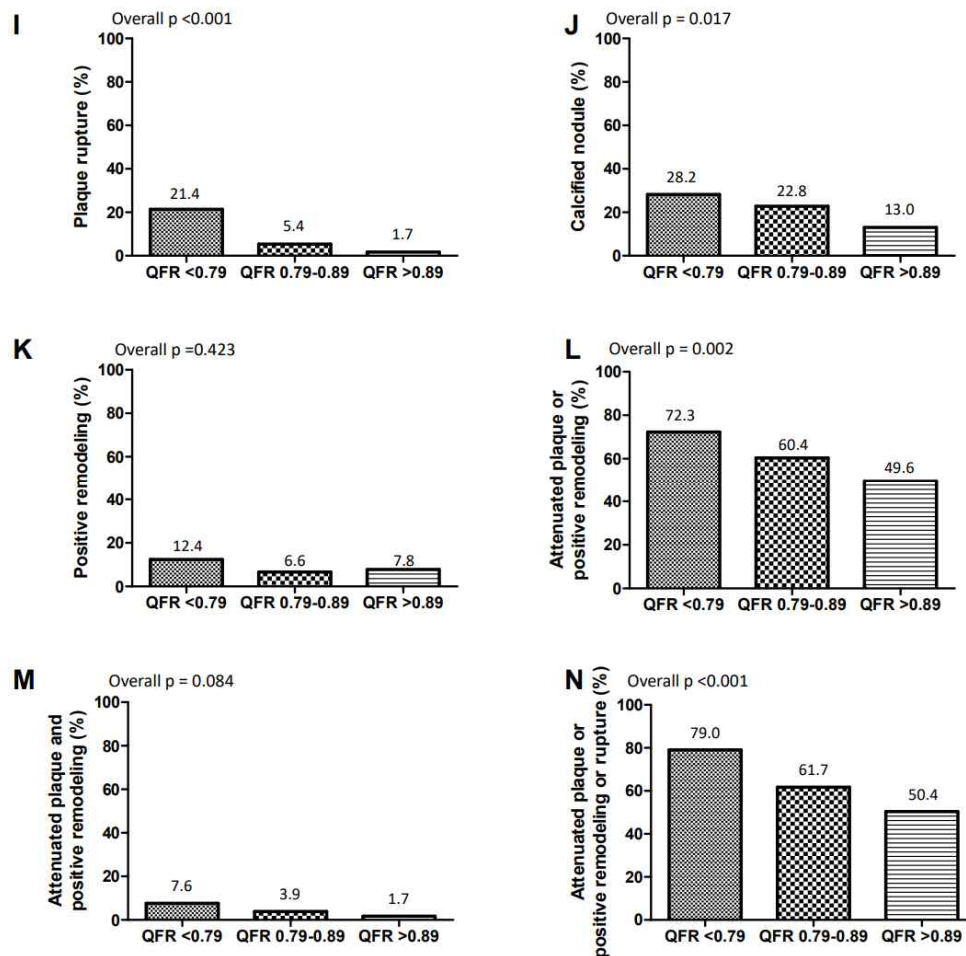 I
Overall p <0.001
Plaque rupture (%)
100
80
60
40
20
0
21.4
5.4
1.7
QFR <0.79 QFR 0.79-0.89 QFR >0.89
J
Overall p = 0.017
Calcified nodule (%)
100
80
60
40
20
0
28.2
22.8
13.0
QFR <0.79 QFR 0.79-0.89 QFR >0.89
K
Overall p =0.423
Positive remodeling (%)
100
80
60
40
20
0
12.4
6.6
7.8
QFR <0.79 QFR 0.79-0.89 QFR >0.89
L
Overall p = 0.002
Attenuated plaque or
positive remodeling (%)
100
80
60
40
20
0
72.3
60.4
49.6
QFR <0.79 QFR 0.79-0.89 QFR >0.89
M
Overall p = 0.084
Attenuated plaque and
positive remodeling (%)
100
80
60
40
20
0
7.6
3.9
1.7
QFR <0.79 QFR 0.79-0.89 QFR >0.89
N
Overall p <0.001
Attenuated plaque or
positive remodeling or rupture (%)
100
80
60
40
20
0
79.0
61.7
50.4
QFR <0.79 QFR 0.79-0.89 QFR >0.89